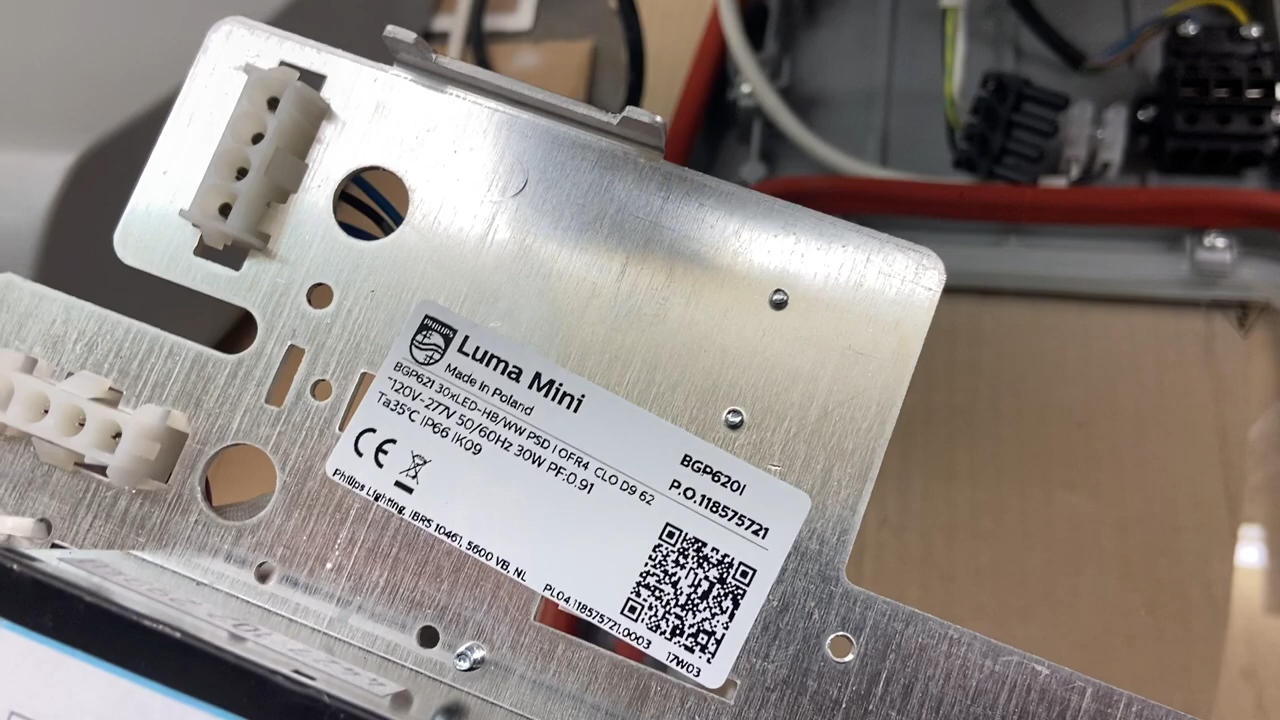 PHILIPS
Luma Mini
Made in Poland
BGP621 30xLED-HB/WW PSD I OFR4 CLO D9 62
~120V-277V 50/60Hz 30W PF:0.91
Ta35°C IP66 IK09
BGP620I
P.O.118575721
CE
Philips Lighting, IBRS 10461, 5600 VB, NL
PL04.118575721.0003
17W03